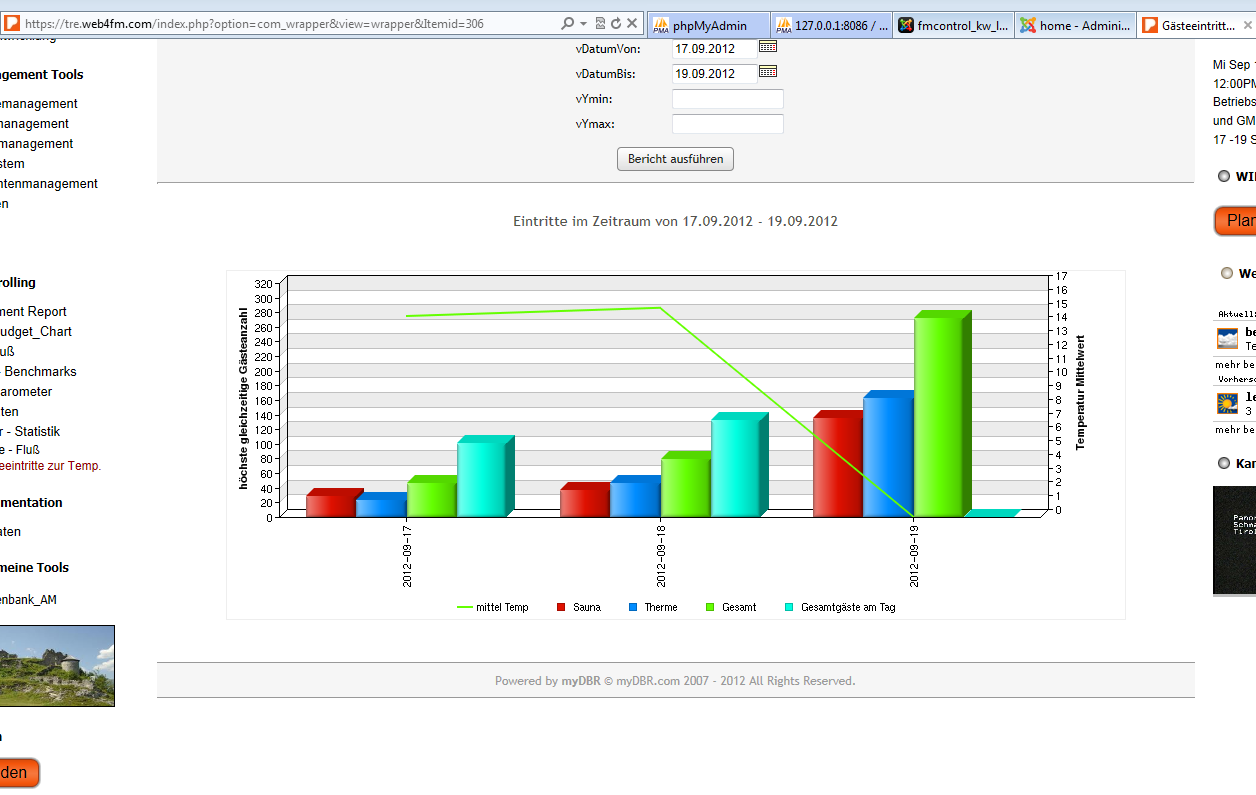 https://tre.web4fm.com/index.php?option=com_wrapper&view=wrapper&Itemid=306
phpMyAdmin
127.0.0.1:8086 / ...
fmcontrol_kw_l...
home - Admini...
Gästeeintritt...
agement Tools
emanagement
management
management
stem
ntenmanagement
en
rolling
ment Report
udget_Chart
uß
- Benchmarks
arometer
ten
r - Statistik
e - Fluß
eeintritte zur Temp.
mentation
aten
meine Tools
enbank_AM
den
vDatumVon: 17.09.2012
vDatumBis: 19.09.2012
vYmin:
vYmax:
Bericht ausführen
Eintritte im Zeitraum von 17.09.2012 - 19.09.2012
höchste gleichzeitige Gästeanzahl
320
300
280
260
240
220
200
180
160
140
120
100
80
60
40
20
0
17
16
15
14
13
12
11
10
9
8
7
6
5
4
3
2
1
0
Temperatur Mittelwert
2012-09-17
2012-09-18
2012-09-19
mittel Temp
Sauna
Therme
Gesamt
Gesamtgäste am Tag
Powered by myDBR © myDBR.com 2007 - 2012 All Rights Reserved.
Mi Sep
12:00PM
Betriebs
und GM
17 -19 S
WI
Plan
We
Aktuell:
be
Te
mehr be
Vorhers
le
3
mehr be
Kar
Panor
Schma
Tirol